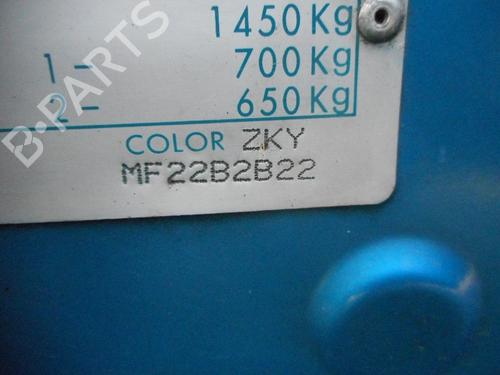 1450Kg
1- 700Kg
2- 650Kg
COLOR ZKY
MF22B2B22
B-PARTS